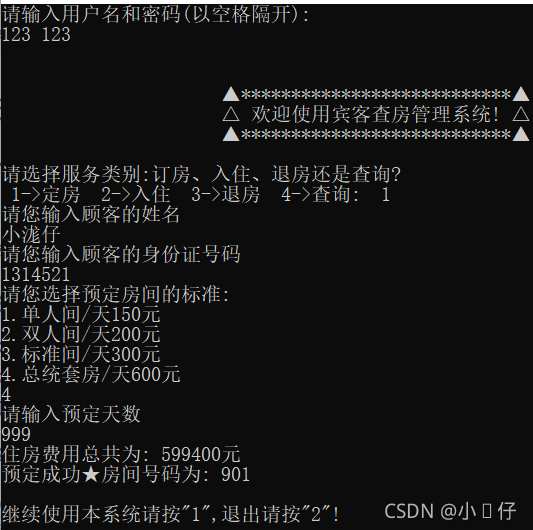 请输入用户名和密码(以空格隔开):
123 123
▲***************************▲
△ 欢迎使用宾客查房管理系统! △
▲***************************▲
请选择服务类别:订房、入住、退房还是查询?
1->定房 2->入住 3->退房 4->查询: 1
请您输入顾客的姓名
小泷仔
请您输入顾客的身份证号码
1314521
请您选择预定房间的标准:
1.单人间/天150元
2.双人间/天200元
3.标准间/天300元
4.总统套房/天600元
4
请输入预定天数
999
住房费用总共为: 599400元
预定成功★房间号码为: 901
继续使用本系统请按"1",退出请按"2"!
CSDN @小▯仔